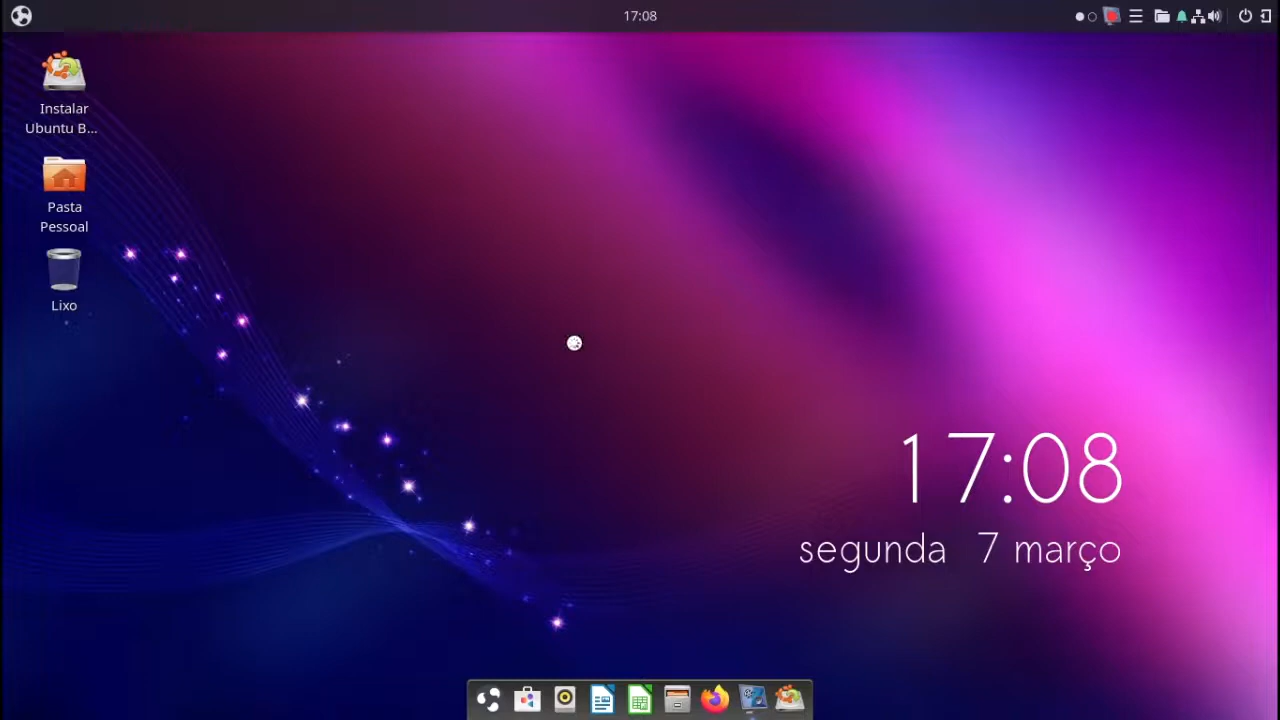 17:08
Instalar
Ubuntu B...
Pasta
Pessoal
Lixo
17:08
segunda 7 março